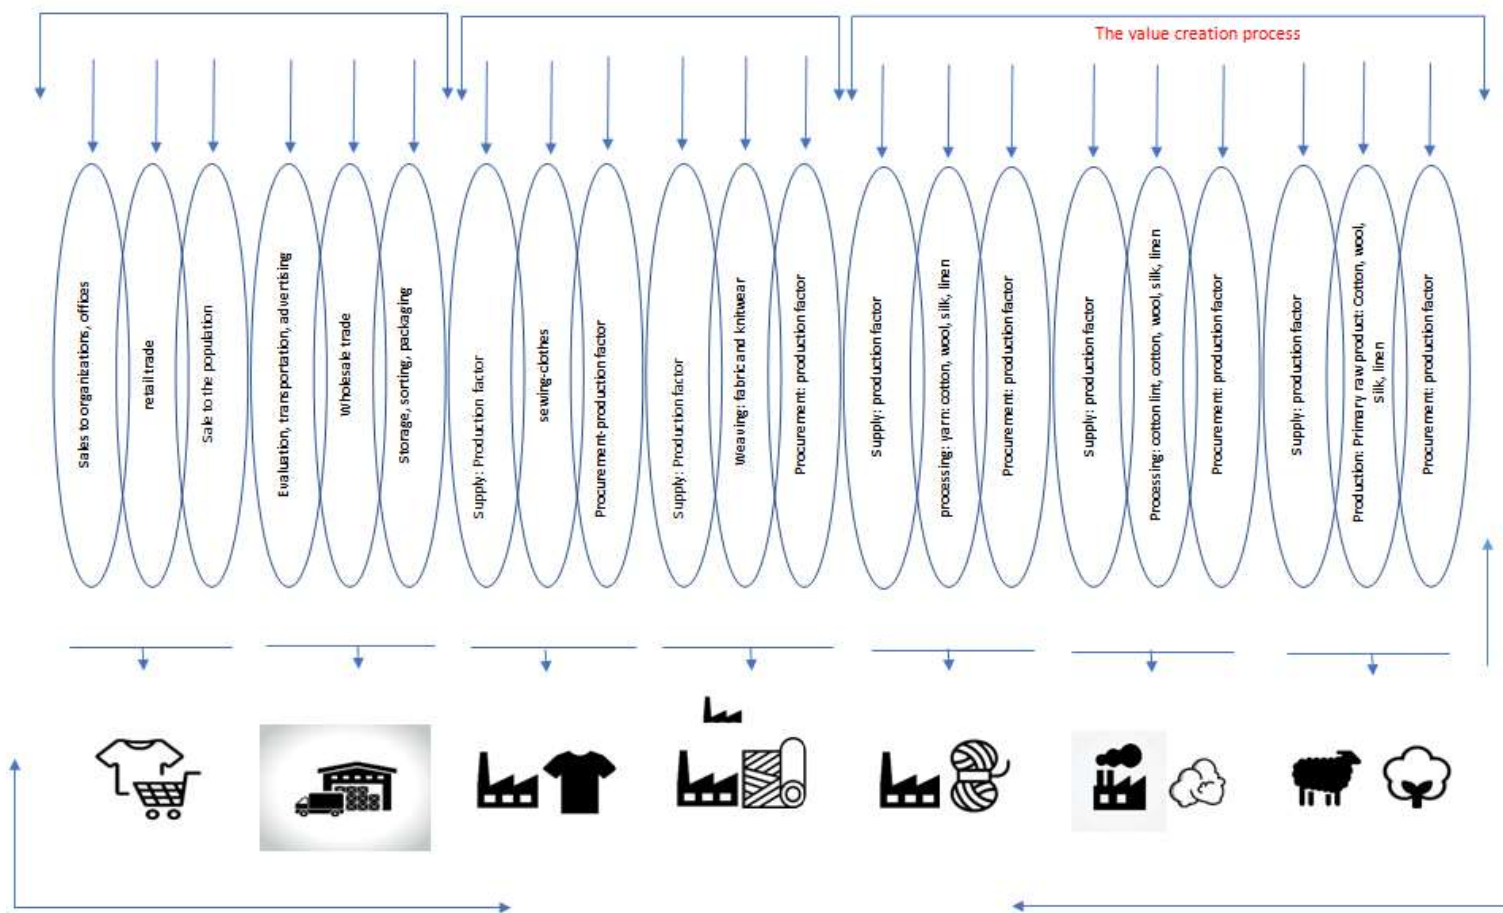 The value creation process
Sales to organizations, offices
retail trade
Sale to the population
Evaluation, transportation, advertising
Wholesale trade
Storage, sorting, packaging
Supply: Production factor
sewing-clothes
Procurement-production factor
Supply: Production factor
Weaving: fabric and knitwear
Procurement: production factor
Supply: production factor
processing: yarn: cotton, wool, silk, linen
Procurement: production factor
Supply: production factor
Processing: cotton lint, cotton, wool, silk, linen
Procurement: production factor
Supply: production factor
Production: Primary raw product: Cotton, wool,
Silk, linen
Procurement: production factor